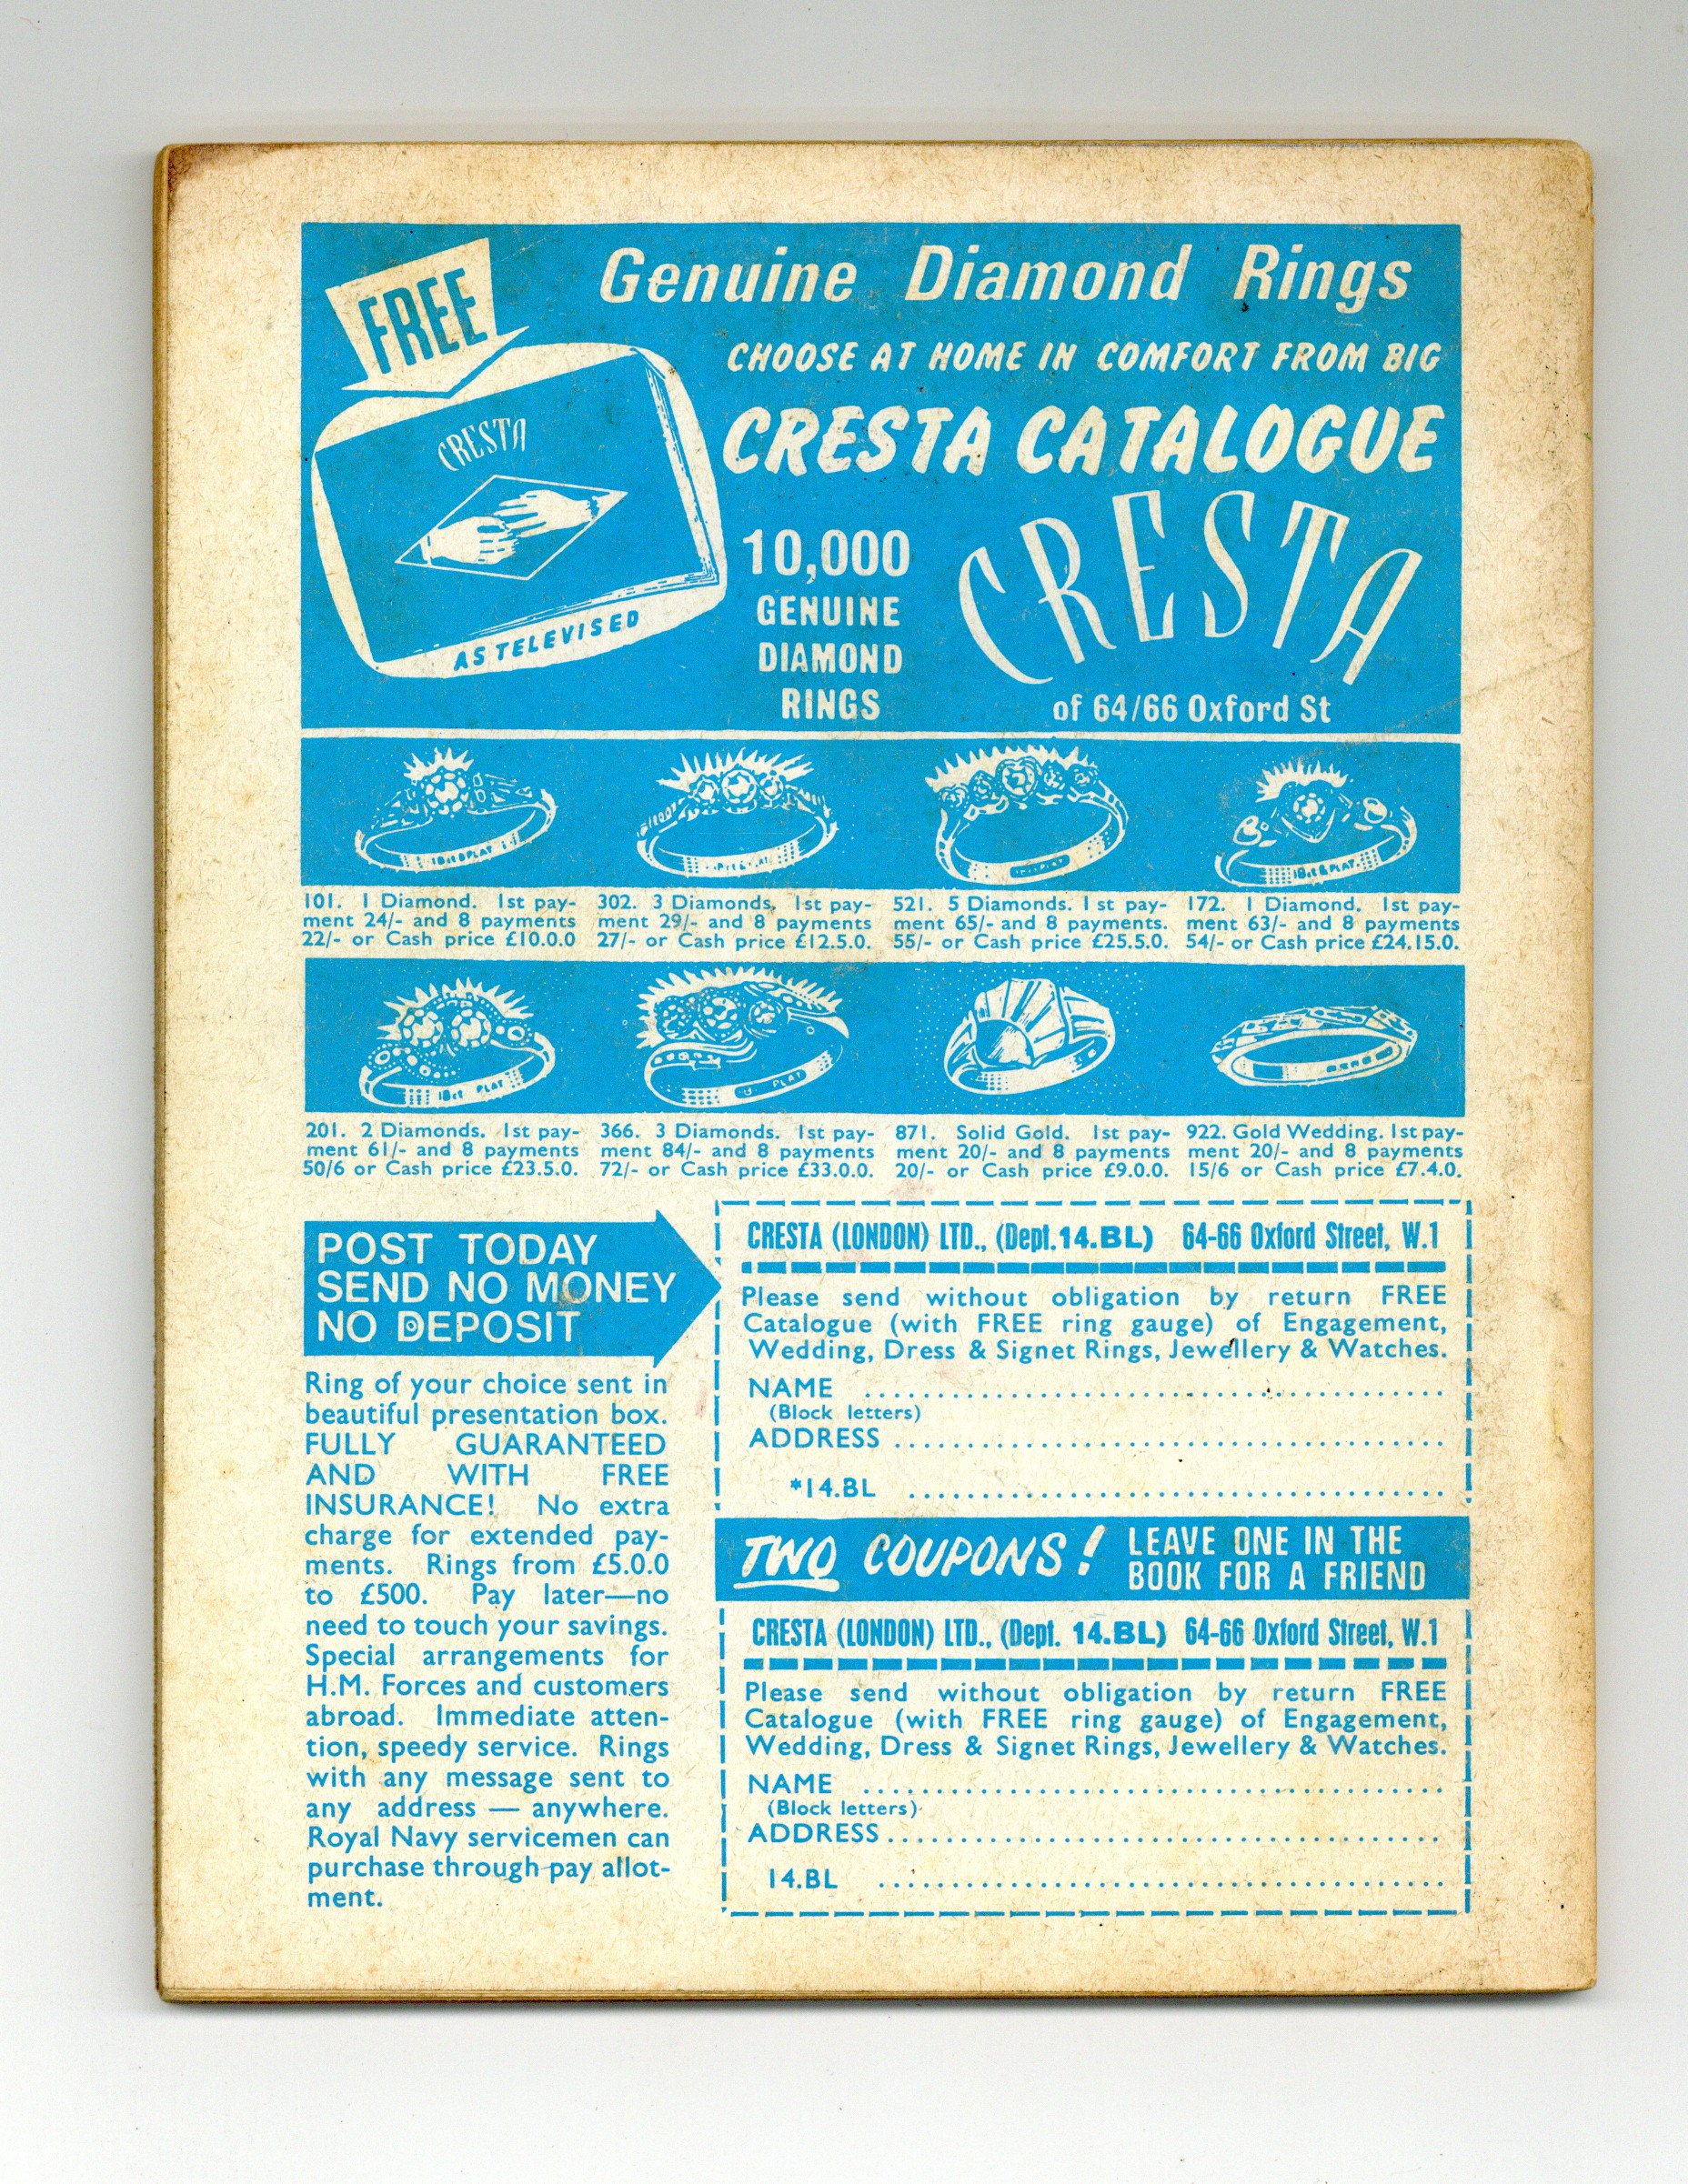 FREE
Genuine Diamond Rings
CHOOSE AT HOME IN COMFORT FROM BIG
CRESTA CATALOGUE
CRESTA
AS TELEVISED
10,000
GENUINE
DIAMOND
RINGS
CRESTA
of 64/66 Oxford St
18ct & PLAT
101. 1 Diamond. 1st pay-
ment 24/- and 8 payments
22/- or Cash price £10.0.0
302. 3 Diamonds. 1st pay-
ment 29/- and 8 payments
27/- or Cash price £12.5.0.
521. 5 Diamonds. 1st pay-
ment 65/- and 8 payments.
55/- or Cash price £25.5.0.
172. 1 Diamond. 1st pay-
ment 63/- and 8 payments
54/- or Cash price £24.15.0.
18ct PLAT
PLAT
201. 2 Diamonds. 1st pay-
ment 61/- and 8 payments
50/6 or Cash price £23.5.0.
366. 3 Diamonds. 1st pay-
ment 84/- and 8 payments
72/- or Cash price £33.0.0.
871. Solid Gold. 1st pay-
ment 20/- and 8 payments
20/- or Cash price £9.0.0.
922. Gold Wedding. 1st pay-
ment 20/- and 8 payments
15/6 or Cash price £7.4.0.
POST TODAY
SEND NO MONEY
NO DEPOSIT
Ring of your choice sent in
beautiful presentation box.
FULLY GUARANTEED
AND WITH FREE
INSURANCE! No extra
charge for extended pay-
ments. Rings from £5.0.0
to £500. Pay later—no
need to touch your savings.
Special arrangements for
H.M. Forces and customers
abroad. Immediate atten-
tion, speedy service. Rings
with any message sent to
any address — anywhere.
Royal Navy servicemen can
purchase through pay allot-
ment.
CRESTA (LONDON) LTD., (Dept.14.BL) 64-66 Oxford Street, W.1
Please send without obligation by return FREE
Catalogue (with FREE ring gauge) of Engagement,
Wedding, Dress & Signet Rings, Jewellery & Watches.
NAME
(Block letters)
ADDRESS
*14.BL
TWO COUPONS! LEAVE ONE IN THE
BOOK FOR A FRIEND
CRESTA (LONDON) LTD., (Dept. 14.BL) 64-66 Oxford Street, W.1
Please send without obligation by return FREE
Catalogue (with FREE ring gauge) of Engagement,
Wedding, Dress & Signet Rings, Jewellery & Watches.
NAME
(Block letters)
ADDRESS
14.BL